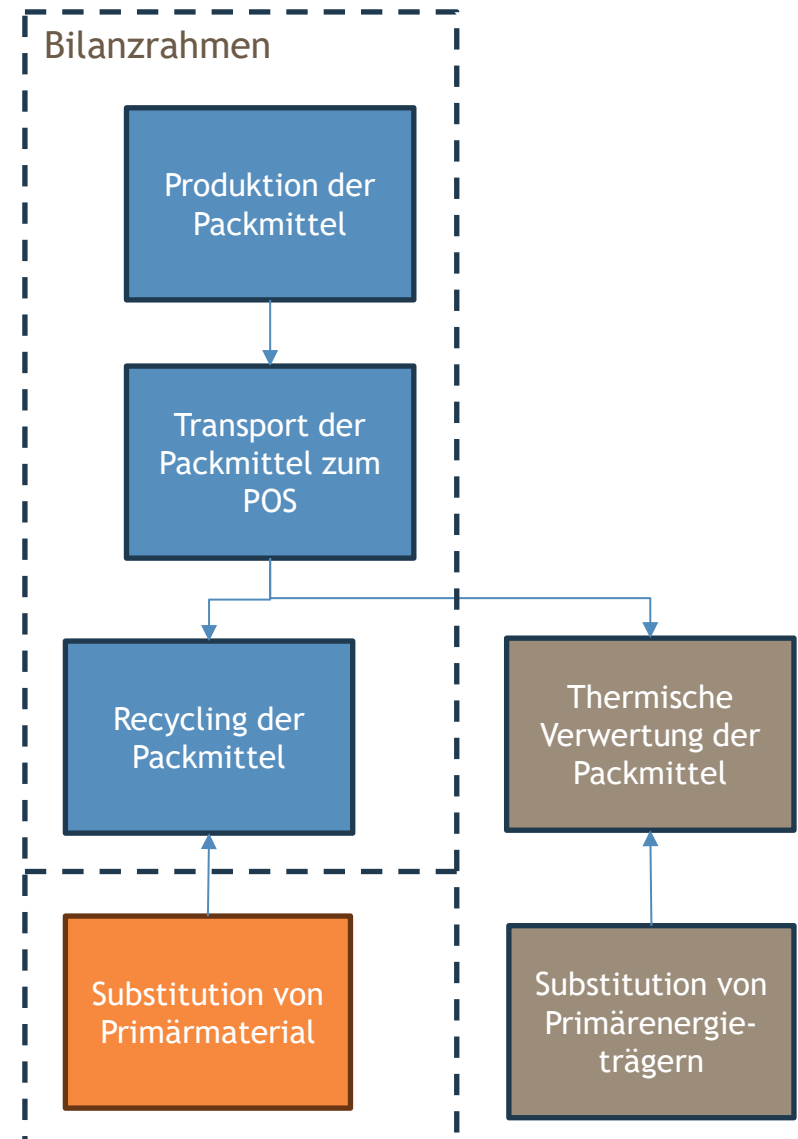 Bilanzrahmen
Produktion der
Packmittel
Transport der
Packmittel zum
POS
Recycling der
Packmittel
Thermische
Verwertung der
Packmittel
Substitution von
Primärmaterial
Substitution von
Primärenergie-
trägern